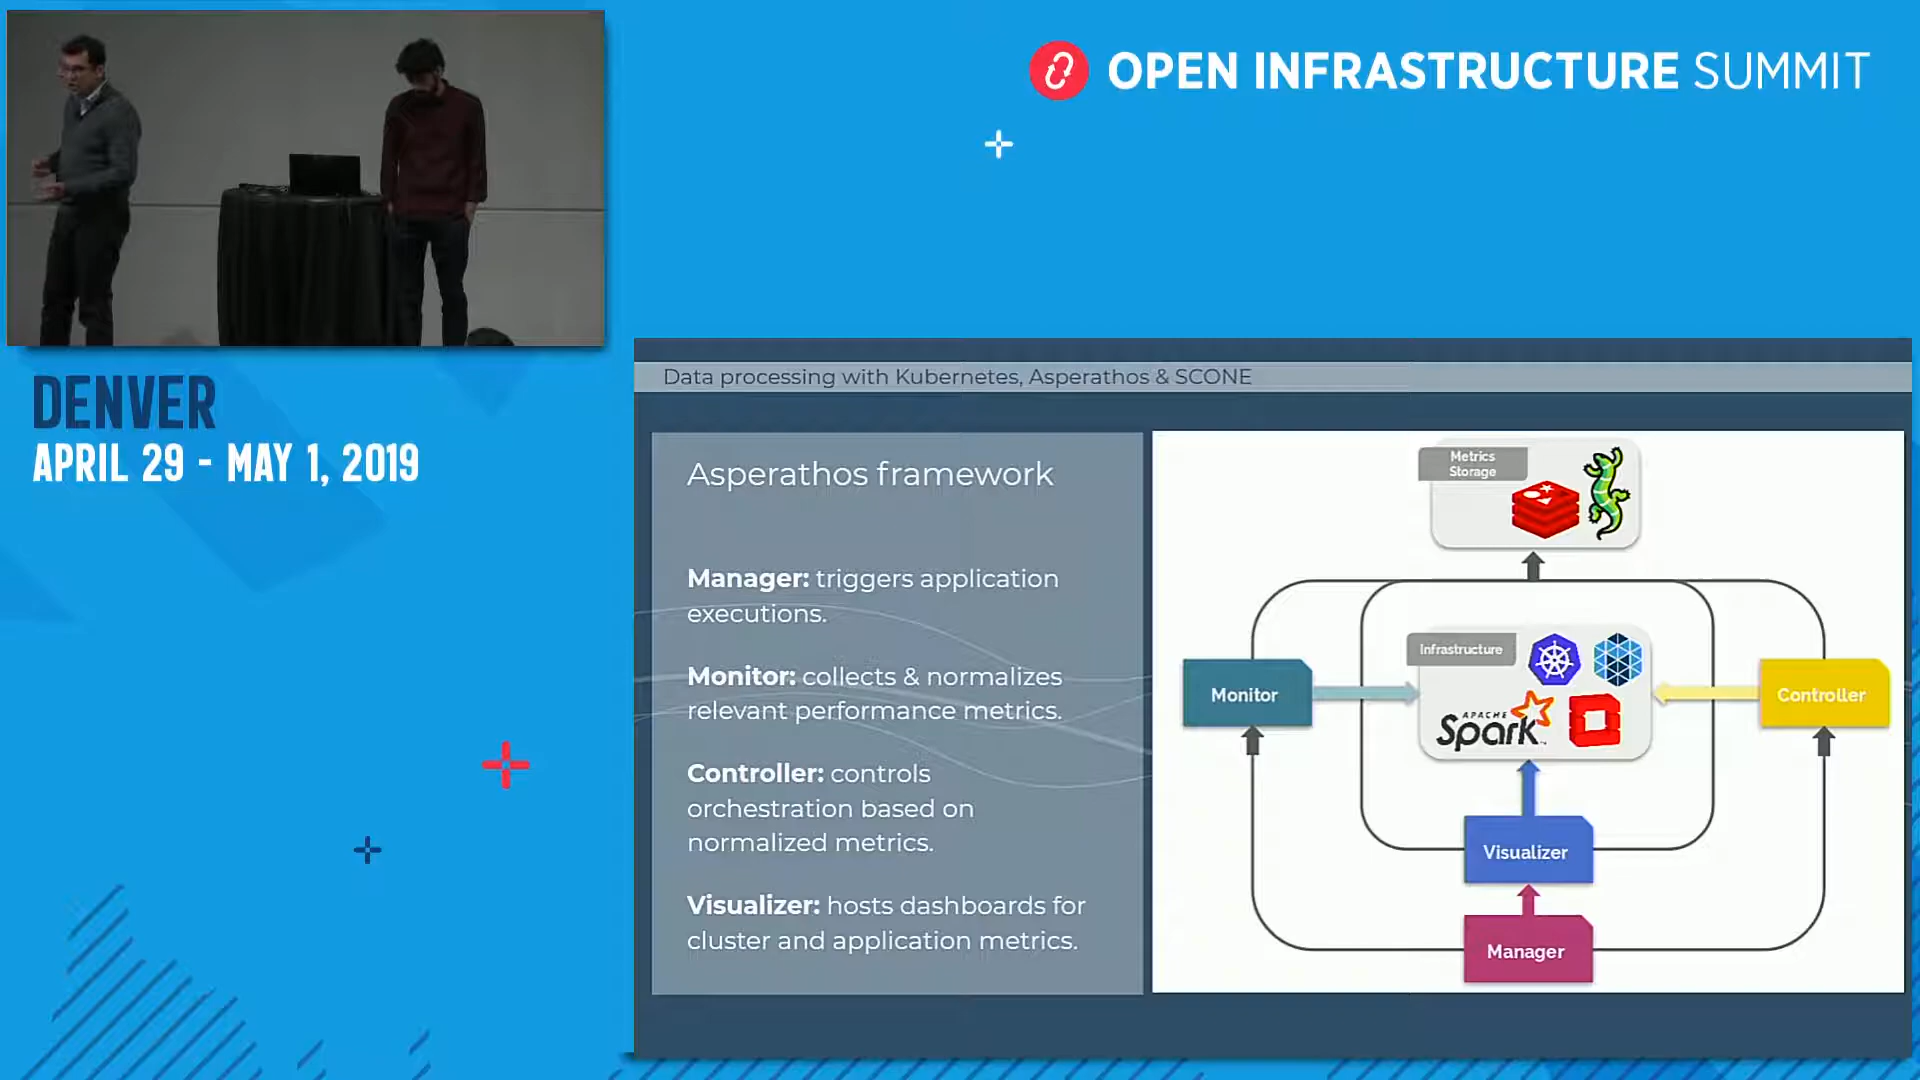 OPEN INFRASTRUCTURE SUMMIT
DENVER
APRIL 29 - MAY 1, 2019
Data processing with Kubernetes, Asperathos & SCONE
Asperathos framework
Manager: triggers application
executions.
Monitor: collects & normalizes
relevant performance metrics.
Controller: controls
orchestration based on
normalized metrics.
Visualizer: hosts dashboards for
cluster and application metrics.
Metrics
Storage
Infrastructure
APACHE
Spark™
Monitor
Controller
Visualizer
Manager